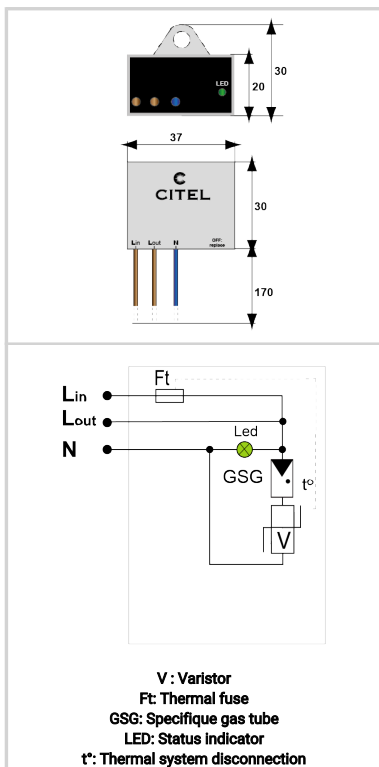 LED
20
30
37
C
CITEL
Lin Lout N OFF: replace
30
170
Ft
Lin
Lout
N
Led
GSG
t°
V
V : Varistor
Ft: Thermal fuse
GSG: Specifique gas tube
LED: Status indicator
t°: Thermal system disconnection